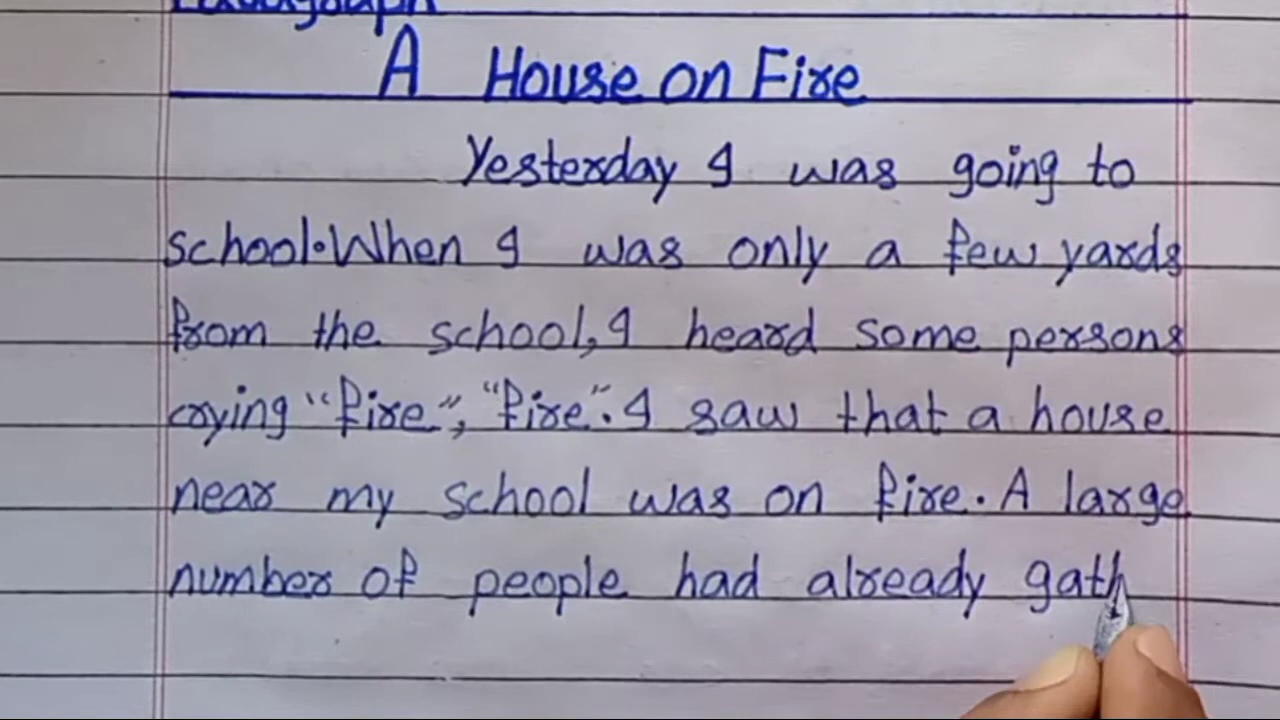 Paragraph
A House on Fire
Yesterday I was going to
school. When I was only a few yards
from the school, I heard some persons
crying "fire", "fire". I saw that a house
near my school was on fire. A large
number of people had already gath